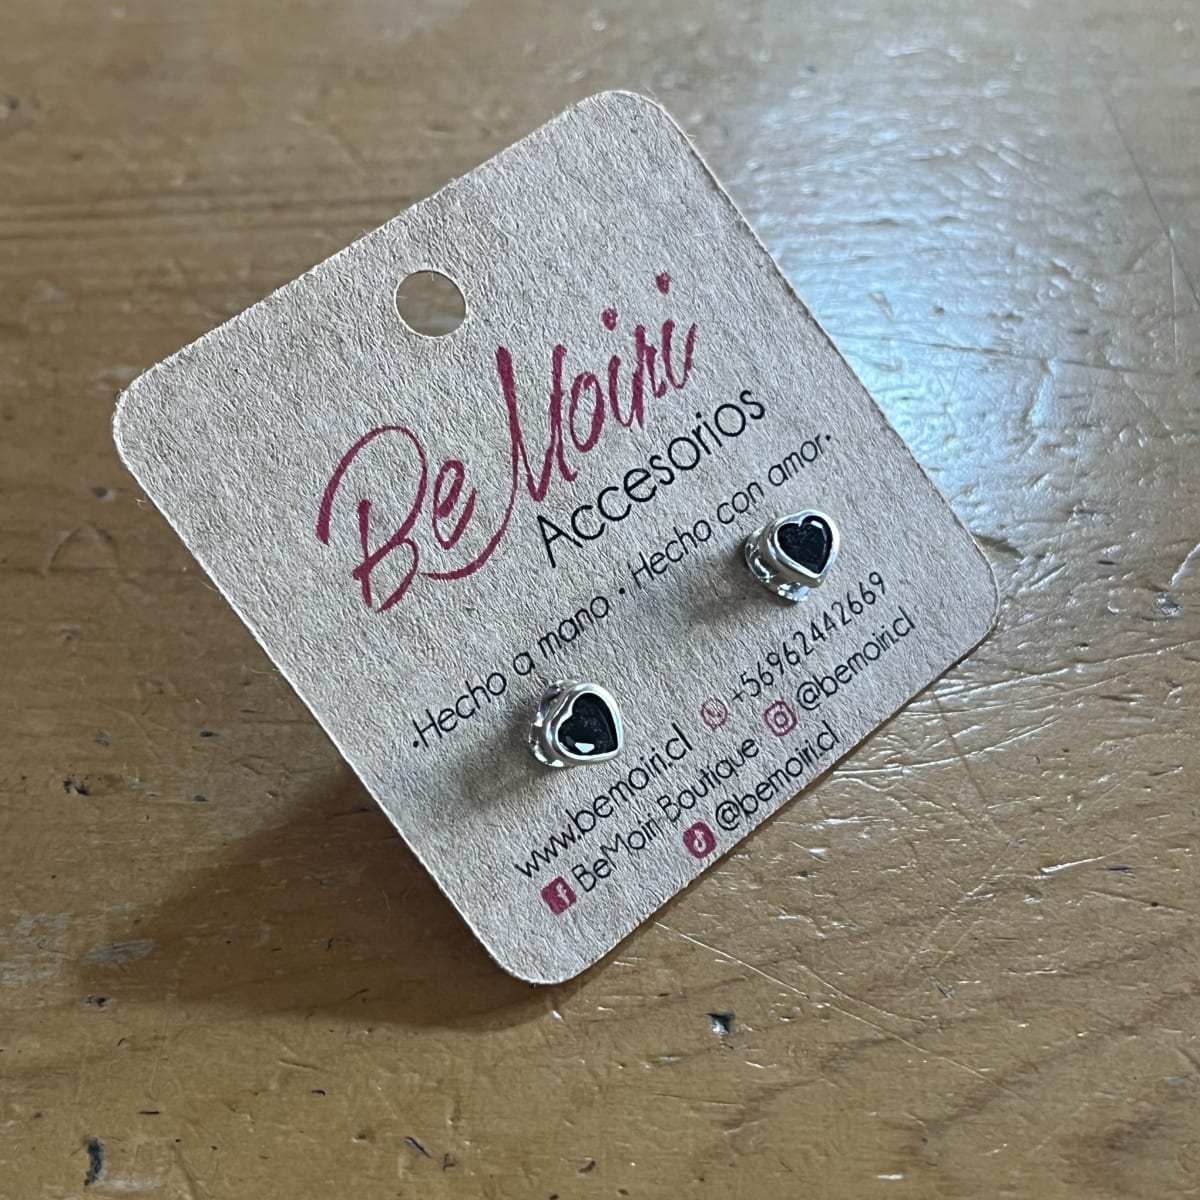 BeMoiri
Accesorios
•Hecho a mano • Hecho con amor•
www.bemoiri.cl +56962442669
BeMoiri Boutique @bemoiri.cl
@bemoiri.cl